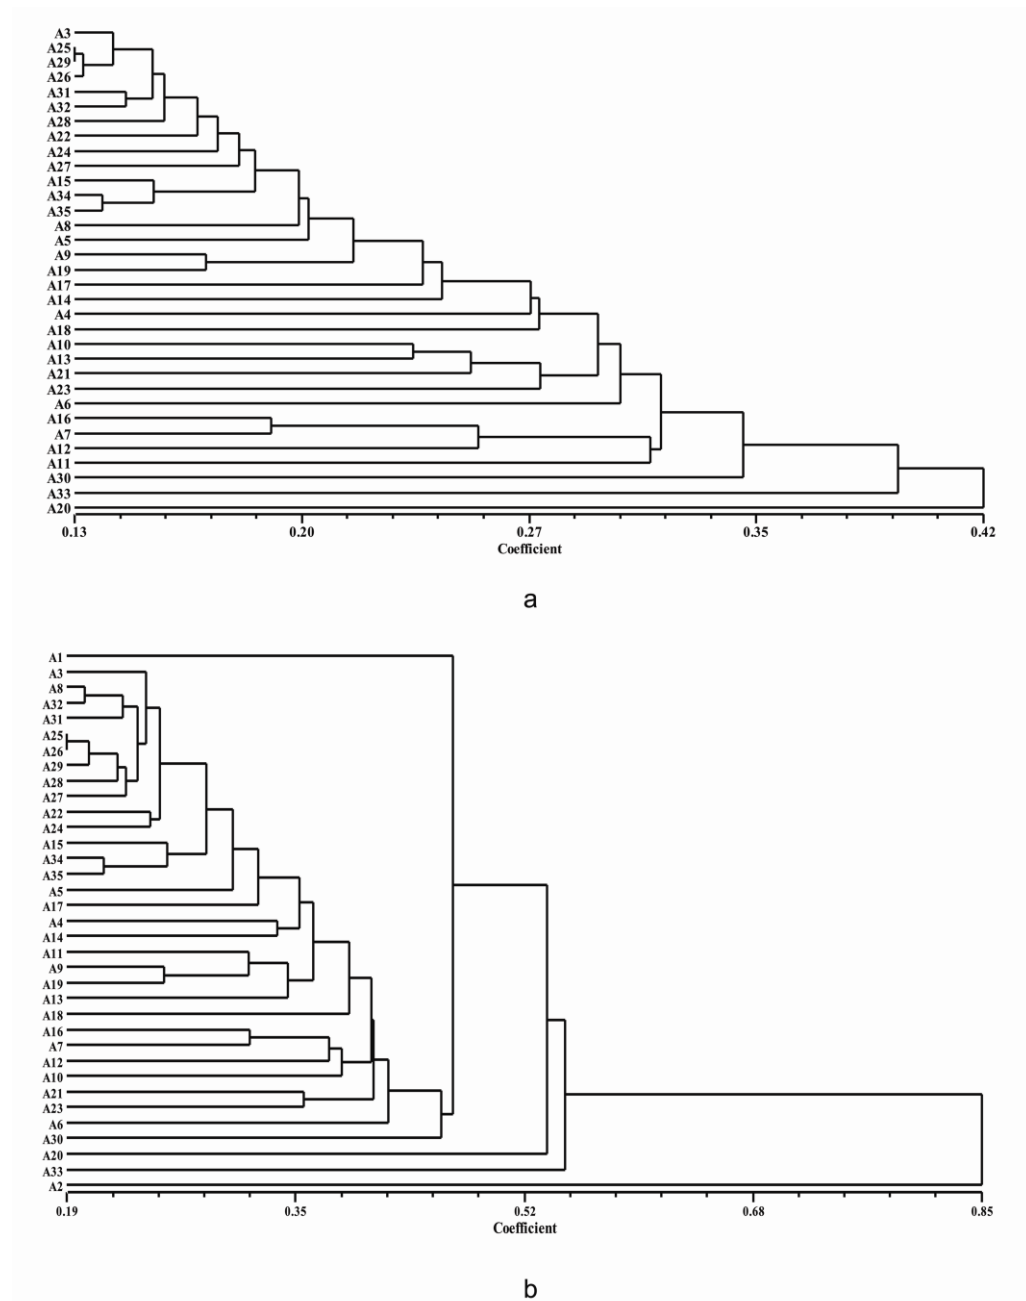 A3
A25
A29
A26
A31
A32
A28
A22
A24
A27
A15
A34
A35
A8
A5
A9
A19
A17
A14
A4
A18
A10
A13
A21
A23
A6
A16
A7
A12
A11
A30
A33
A20
0.13 0.20 0.27 0.35 0.42
Coefficient
a
A1
A3
A8
A32
A31
A25
A26
A29
A28
A27
A22
A24
A15
A34
A35
A5
A17
A4
A14
A11
A9
A19
A13
A18
A16
A7
A12
A10
A21
A23
A6
A30
A20
A33
A2
0.19 0.35 0.52 0.68 0.85
Coefficient
b